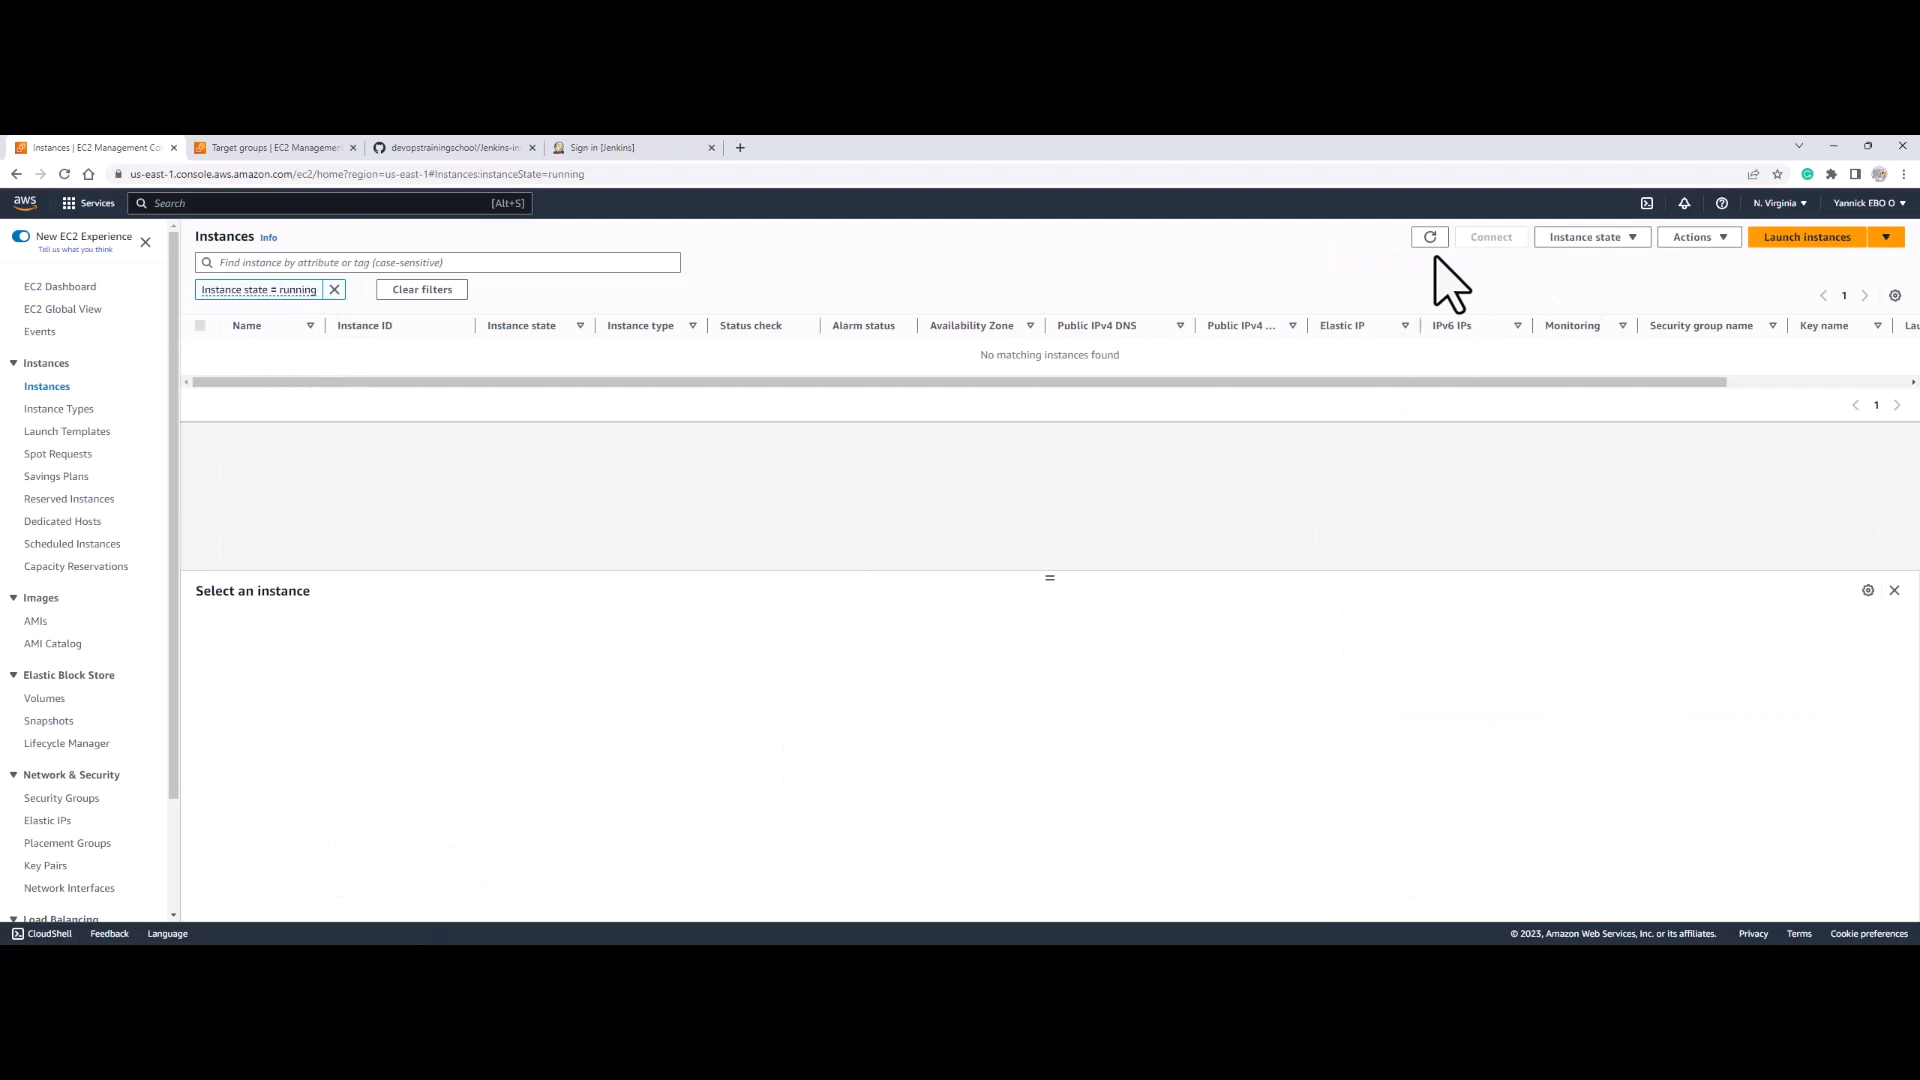 Instances | EC2 Management Co
Target groups | EC2 Management
devopstrainingschool/Jenkins-in
Sign in [Jenkins]
us-east-1.console.aws.amazon.com/ec2/home?region=us-east-1#Instances:instanceState=running
aws
Services
Search
[Alt+S]
N. Virginia
Yannick EBO O
New EC2 Experience
Tell us what you think
EC2 Dashboard
EC2 Global View
Events
Instances
Instances
Instance Types
Launch Templates
Spot Requests
Savings Plans
Reserved Instances
Dedicated Hosts
Scheduled Instances
Capacity Reservations
Images
AMIs
AMI Catalog
Elastic Block Store
Volumes
Snapshots
Lifecycle Manager
Network & Security
Security Groups
Elastic IPs
Placement Groups
Key Pairs
Network Interfaces
Load Balancing
Instances Info
Connect
Instance state
Actions
Launch instances
Find instance by attribute or tag (case-sensitive)
Instance state = running
Clear filters
1
Name Instance ID Instance state Instance type Status check Alarm status Availability Zone Public IPv4 DNS Public IPv4 ... Elastic IP IPv6 IPs Monitoring Security group name Key name Lau
No matching instances found
1
Select an instance
CloudShell Feedback Language
© 2023, Amazon Web Services, Inc. or its affiliates. Privacy Terms Cookie preferences